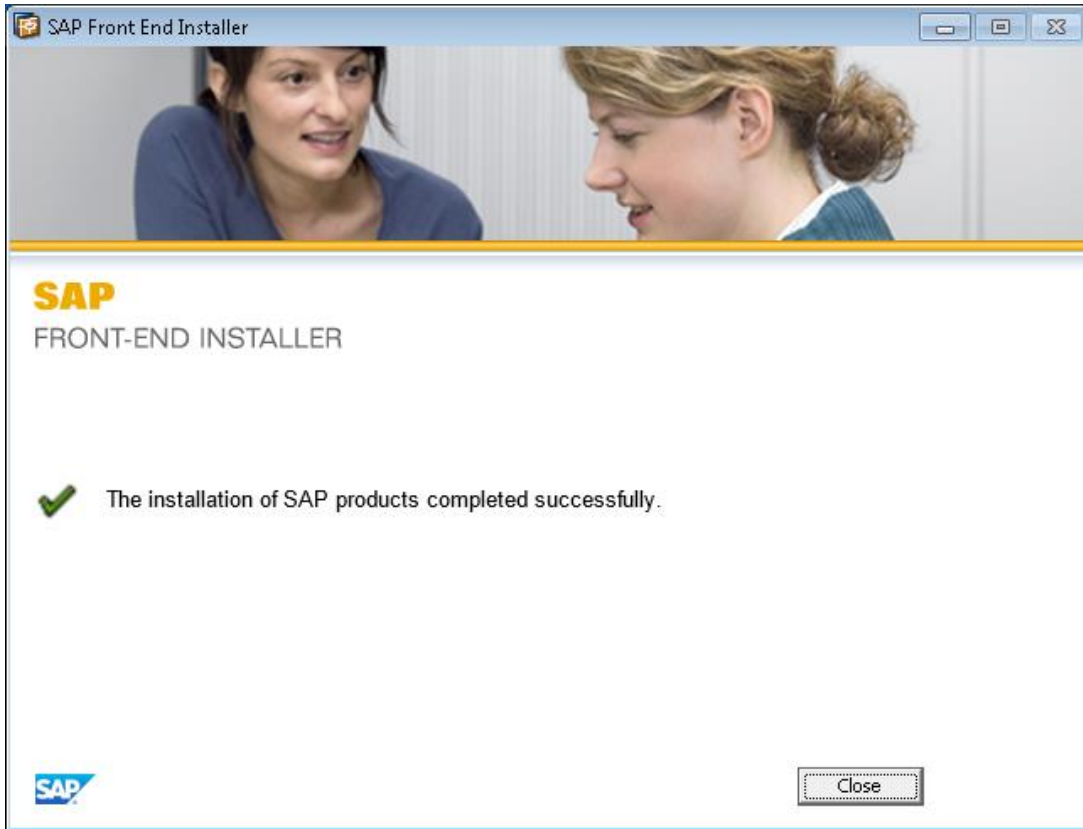 SAP Front End Installer
SAP
FRONT-END INSTALLER
The installation of SAP products completed successfully.
SAP
Close